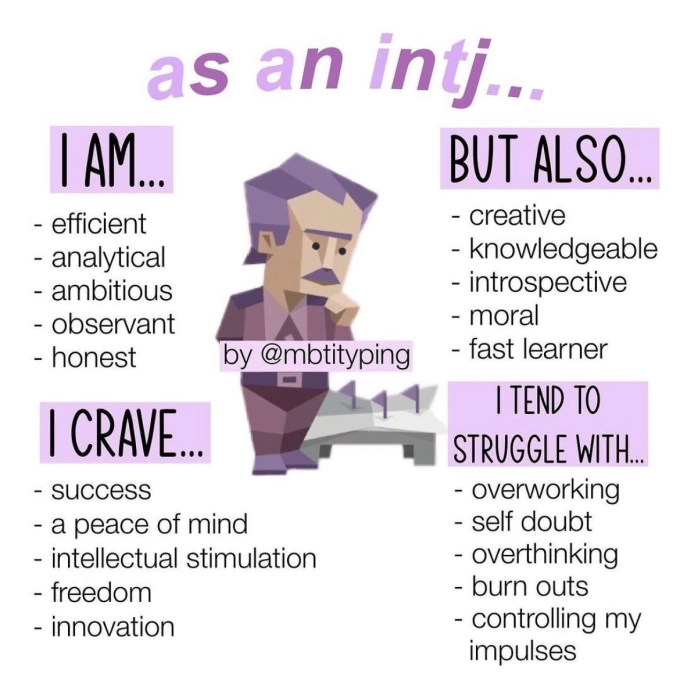 as an intj...
I AM...
- efficient
- analytical
- ambitious
- observant
- honest
BUT ALSO...
- creative
- knowledgeable
- introspective
- moral
- fast learner
by @mbtityping
I CRAVE...
- success
- a peace of mind
- intellectual stimulation
- freedom
- innovation
I TEND TO
STRUGGLE WITH...
- overworking
- self doubt
- overthinking
- burn outs
- controlling my
impulses